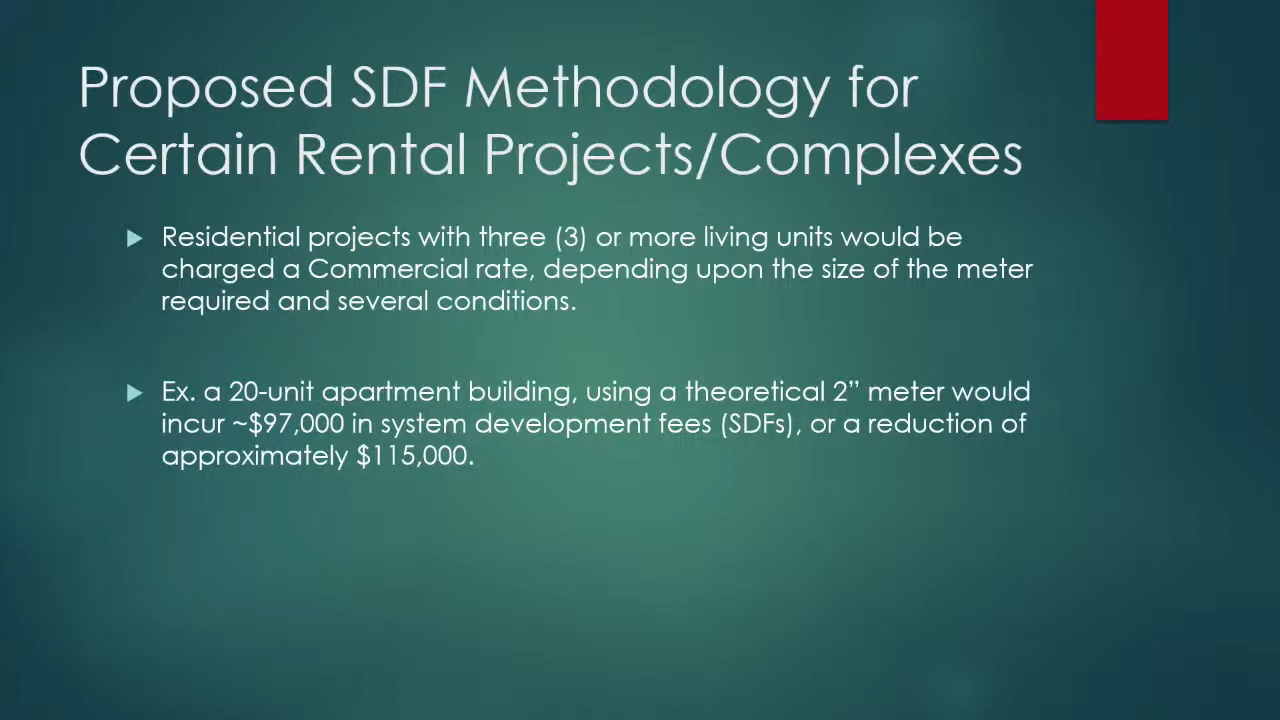 Proposed SDF Methodology for
Certain Rental Projects/Complexes
Residential projects with three (3) or more living units would be
charged a Commercial rate, depending upon the size of the meter
required and several conditions.
Ex. a 20-unit apartment building, using a theoretical 2” meter would
incur ~$97,000 in system development fees (SDFs), or a reduction of
approximately $115,000.